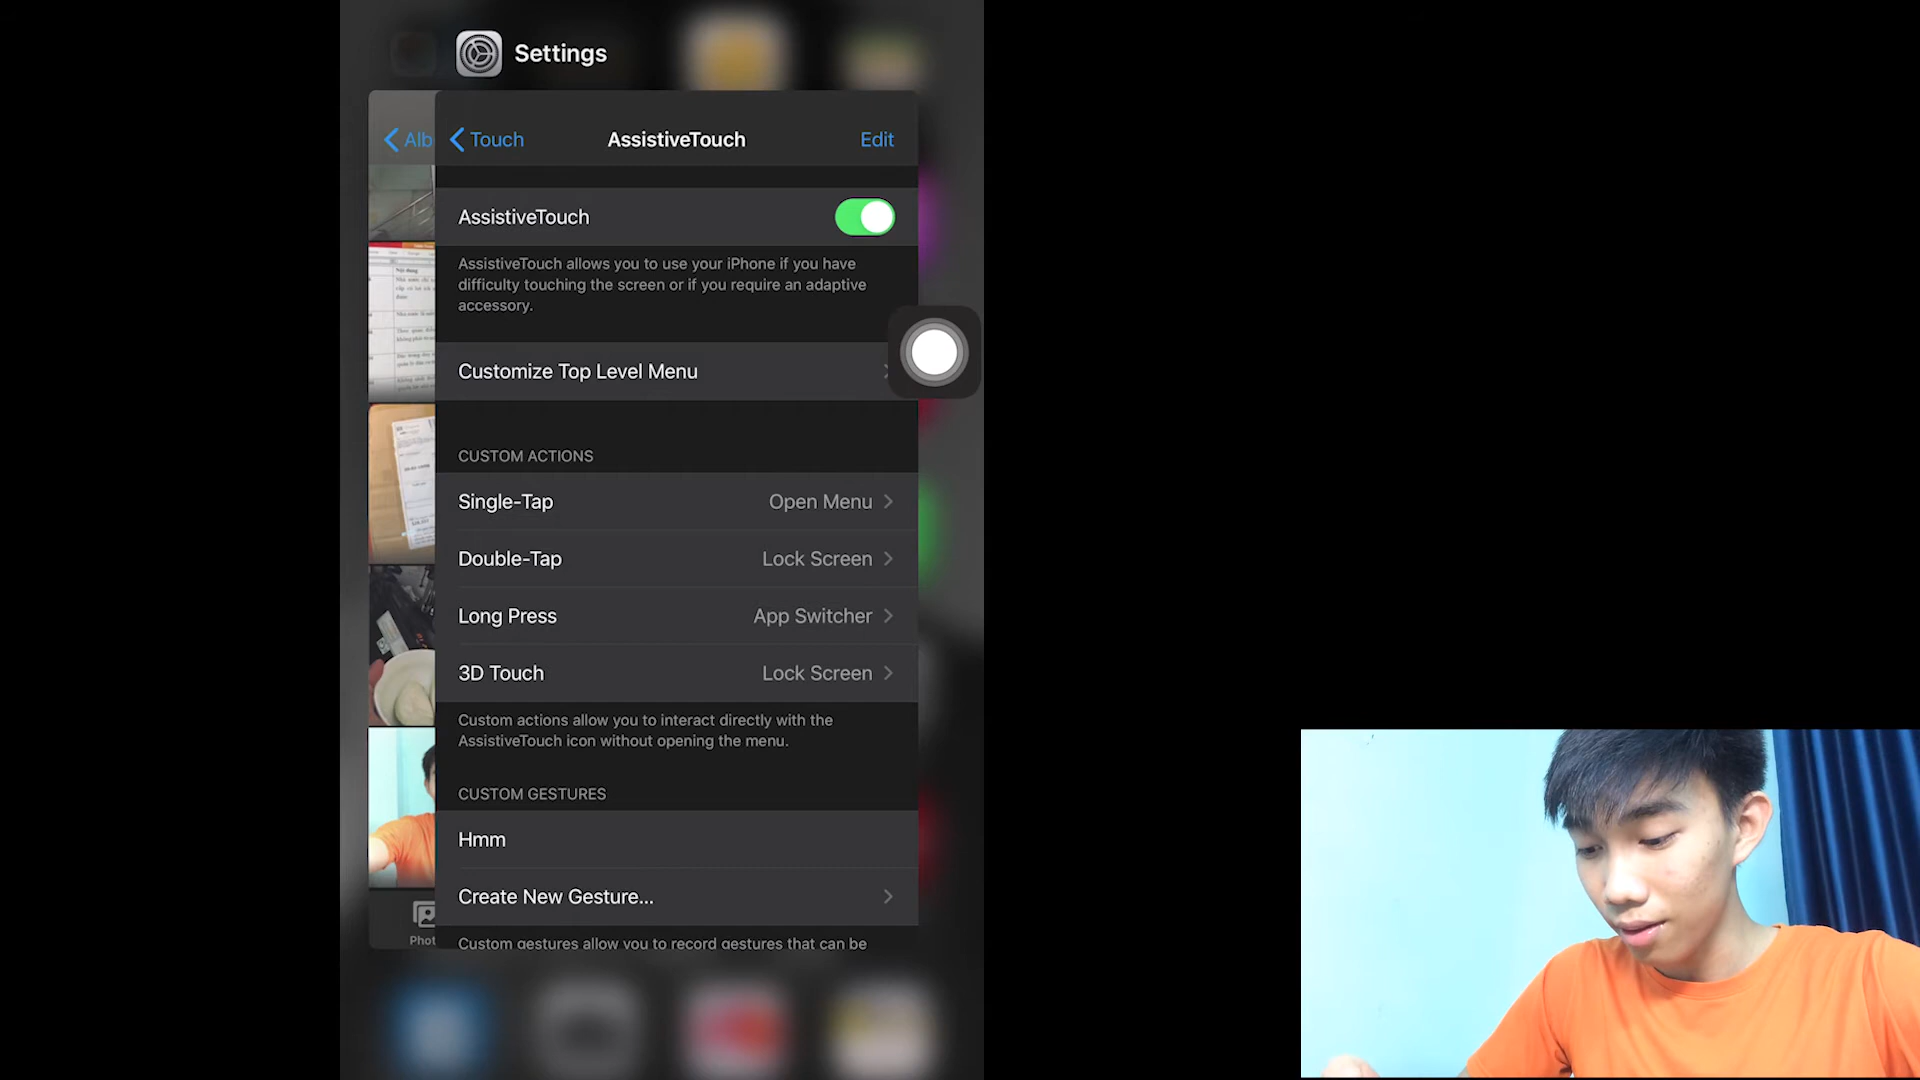 Settings
Alb
Touch
AssistiveTouch
Edit
AssistiveTouch
AssistiveTouch allows you to use your iPhone if you have
difficulty touching the screen or if you require an adaptive
accessory.
Customize Top Level Menu
CUSTOM ACTIONS
Single-Tap
Open Menu
Double-Tap
Lock Screen
Long Press
App Switcher
3D Touch
Lock Screen
Custom actions allow you to interact directly with the
AssistiveTouch icon without opening the menu.
CUSTOM GESTURES
Hmm
Create New Gesture...
Custom gestures allow you to record gestures that can be
Phot